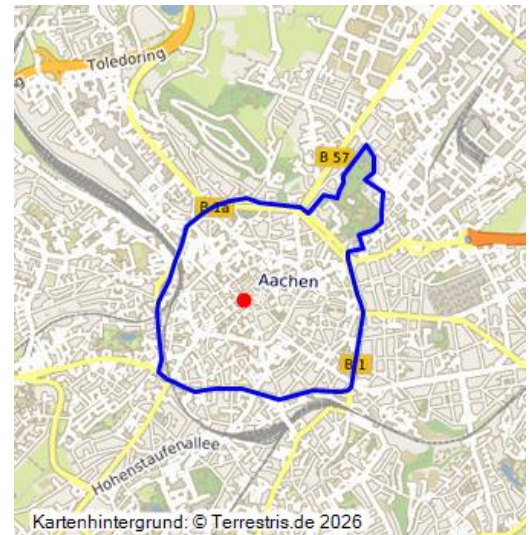 Toledoring
B 57
B 1a
Aachen
B 1
Hohenstaufenallee
Kartenhintergrund: © Terrestris.de 2026